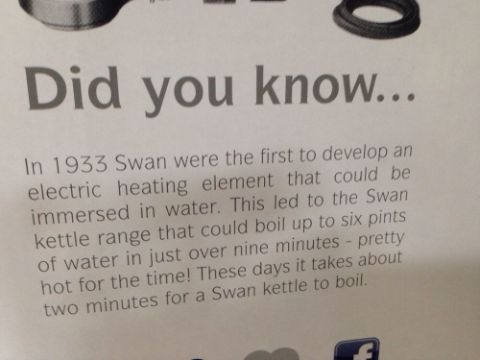 Did you know...
In 1933 Swan were the first to develop an
electric heating element that could be
immersed in water. This led to the Swan
kettle range that could boil up to six pints
of water in just over nine minutes - pretty
hot for the time! These days it takes about
two minutes for a Swan kettle to boil.